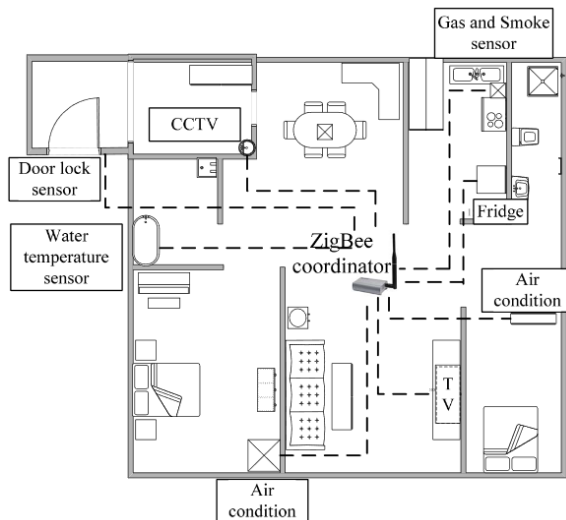 Gas and Smoke
sensor
CCTV
Door lock
sensor
Fridge
Water
temperature
sensor
ZigBee
coordinator
Air
condition
T
V
Air
condition